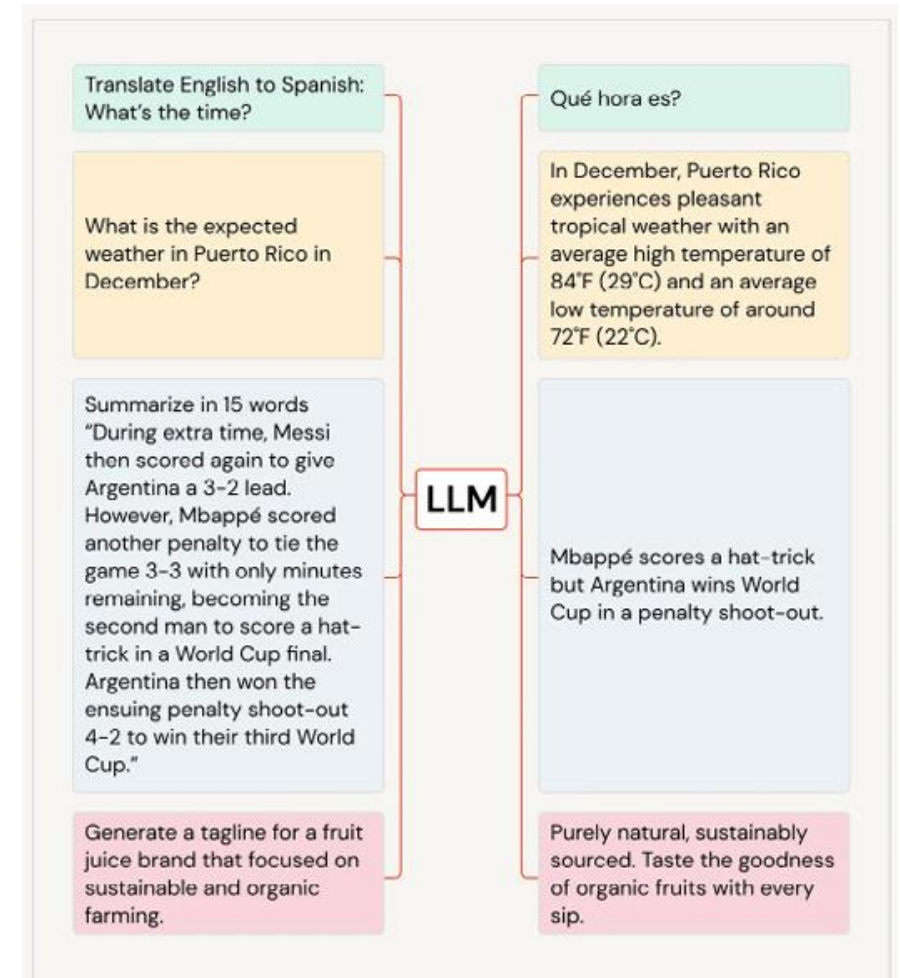 Translate English to Spanish:
What's the time?
Qué hora es?
What is the expected
weather in Puerto Rico in
December?
In December, Puerto Rico
experiences pleasant
tropical weather with an
average high temperature of
84°F (29°C) and an average
low temperature of around
72°F (22°C).
Summarize in 15 words
“During extra time, Messi
then scored again to give
Argentina a 3-2 lead.
However, Mbappé scored
another penalty to tie the
game 3-3 with only minutes
remaining, becoming the
second man to score a hat-
trick in a World Cup final.
Argentina then won the
ensuing penalty shoot-out
4-2 to win their third World
Cup.”
LLM
Mbappé scores a hat-trick
but Argentina wins World
Cup in a penalty shoot-out.
Generate a tagline for a fruit
juice brand that focused on
sustainable and organic
farming.
Purely natural, sustainably
sourced. Taste the goodness
of organic fruits with every
sip.